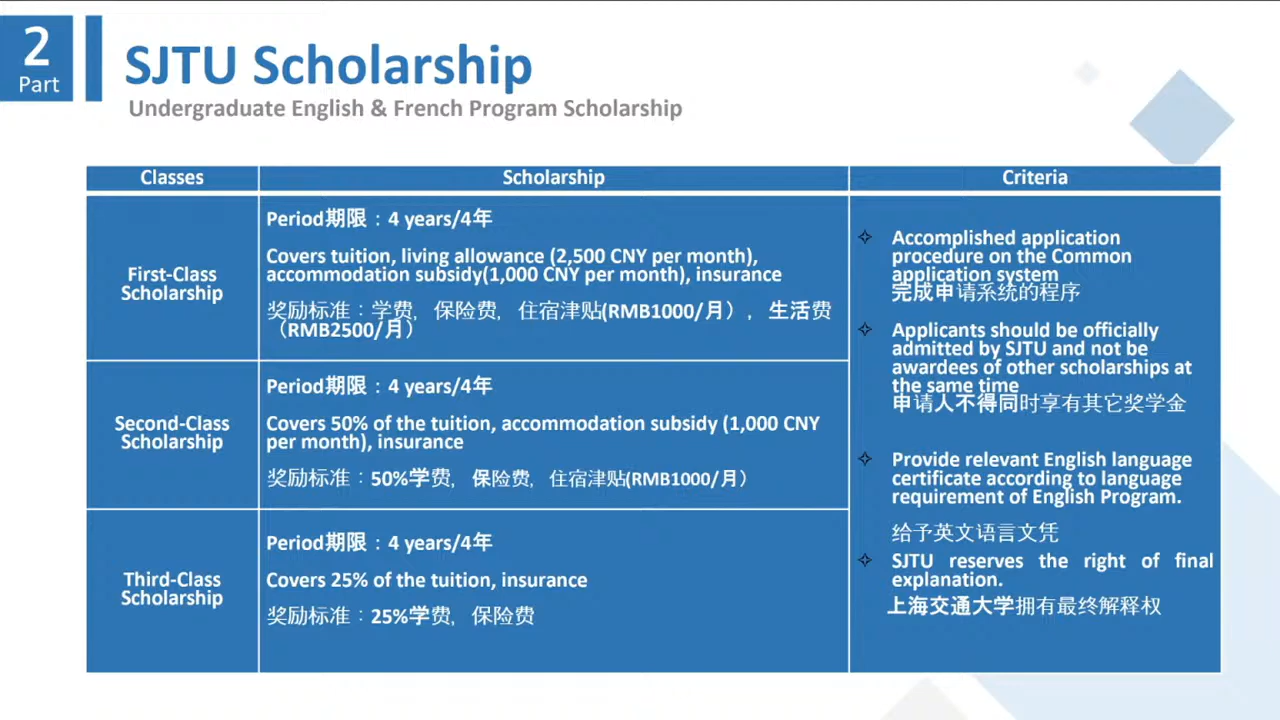 2
Part
SJTU Scholarship
Undergraduate English & French Program Scholarship
Classes
Scholarship
Criteria
First-Class
Scholarship
Period期限：4 years/4年
Covers tuition, living allowance (2,500 CNY per month),
accommodation subsidy(1,000 CNY per month), insurance
奖励标准：学费，保险费，住宿津贴(RMB1000/月），生活费
（RMB2500/月）
Second-Class
Scholarship
Period期限：4 years/4年
Covers 50% of the tuition, accommodation subsidy (1,000 CNY
per month), insurance
奖励标准：50%学费，保险费，住宿津贴(RMB1000/月）
Third-Class
Scholarship
Period期限：4 years/4年
Covers 25% of the tuition, insurance
奖励标准：25%学费，保险费
✧ Accomplished application
procedure on the Common
application system
完成申请系统的程序
✧ Applicants should be officially
admitted by SJTU and not be
awardees of other scholarships at
the same time
申请人不得同时享有其它奖学金
✧ Provide relevant English language
certificate according to language
requirement of English Program.
给予英文语言文凭
✧ SJTU reserves the right of final
explanation.
上海交通大学拥有最终解释权